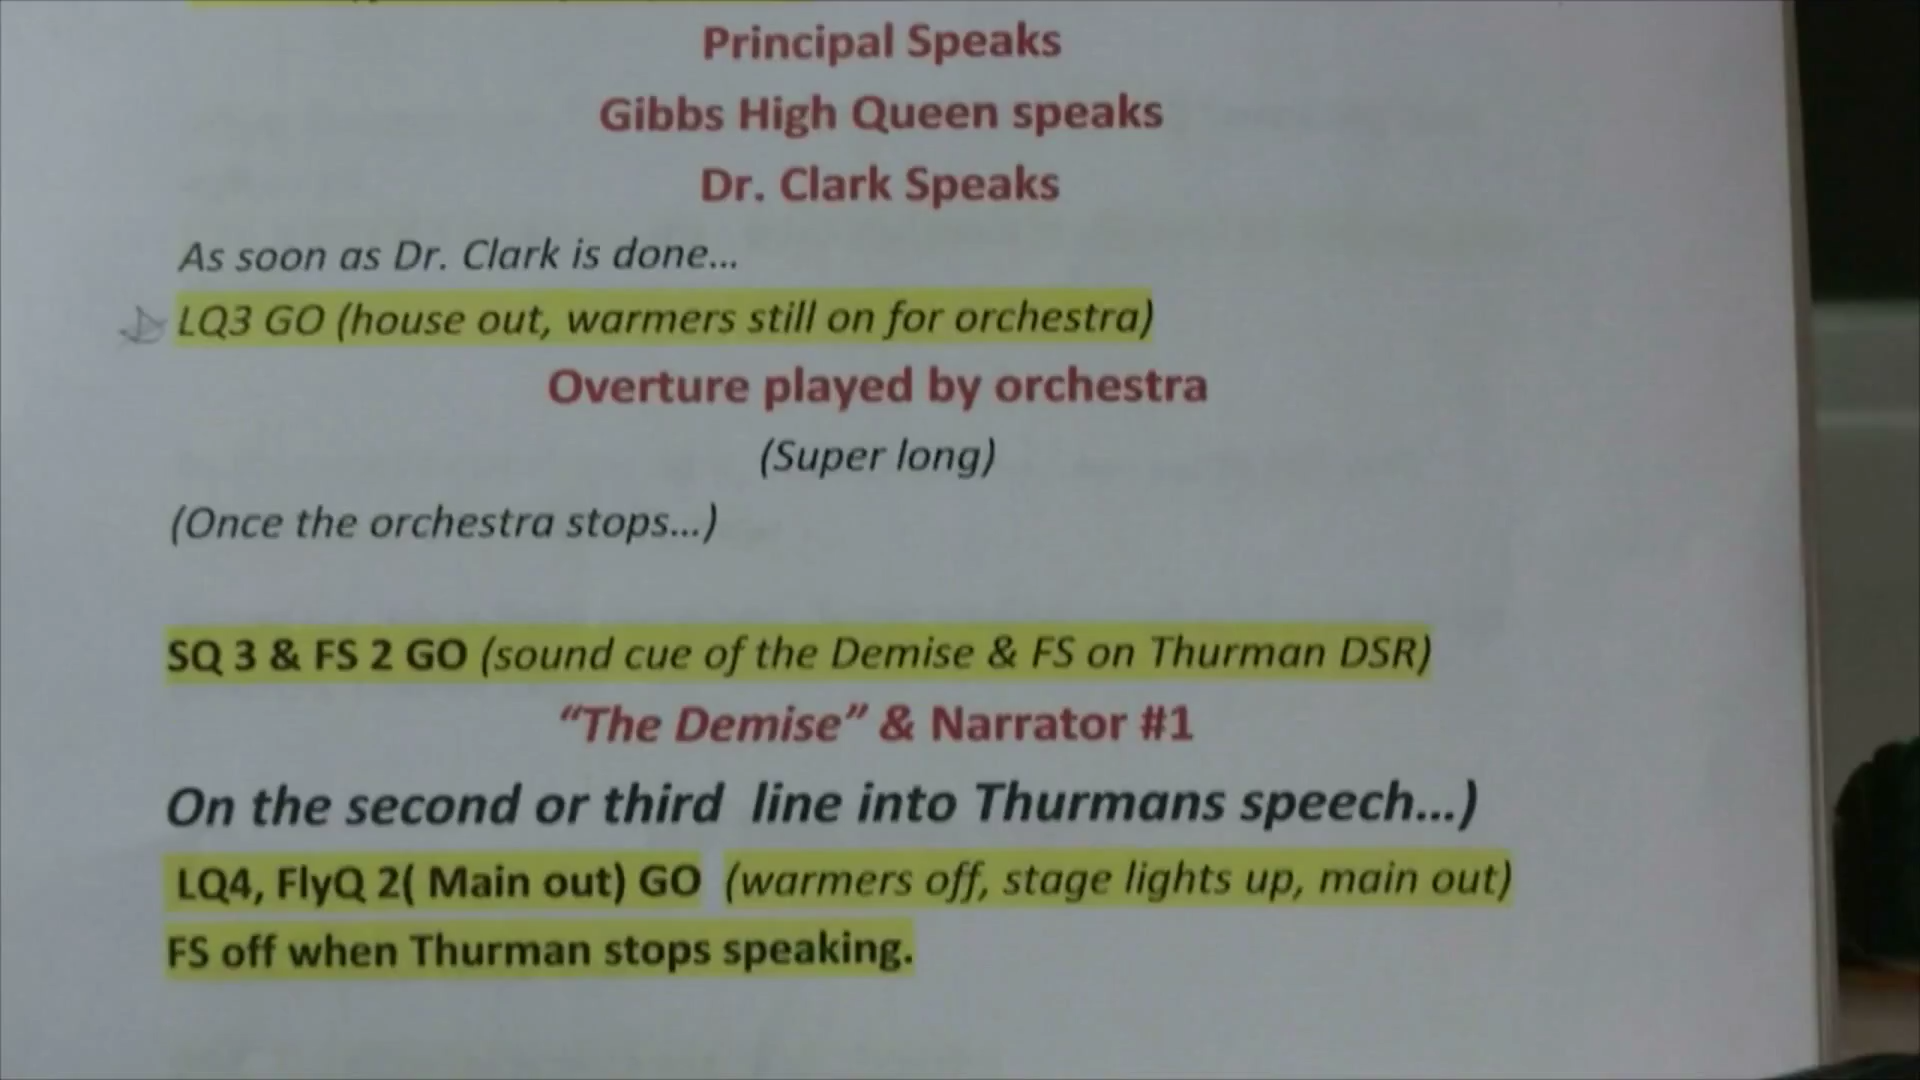 Principal Speaks
Gibbs High Queen speaks
Dr. Clark Speaks
As soon as Dr. Clark is done...
LQ3 GO (house out, warmers still on for orchestra)
Overture played by orchestra
(Super long)
(Once the orchestra stops...)
SQ 3 & FS 2 GO (sound cue of the Demise & FS on Thurman DSR)
“The Demise” & Narrator #1
On the second or third line into Thurmans speech...)
LQ4, FlyQ 2( Main out) GO (warmers off, stage lights up, main out)
FS off when Thurman stops speaking.